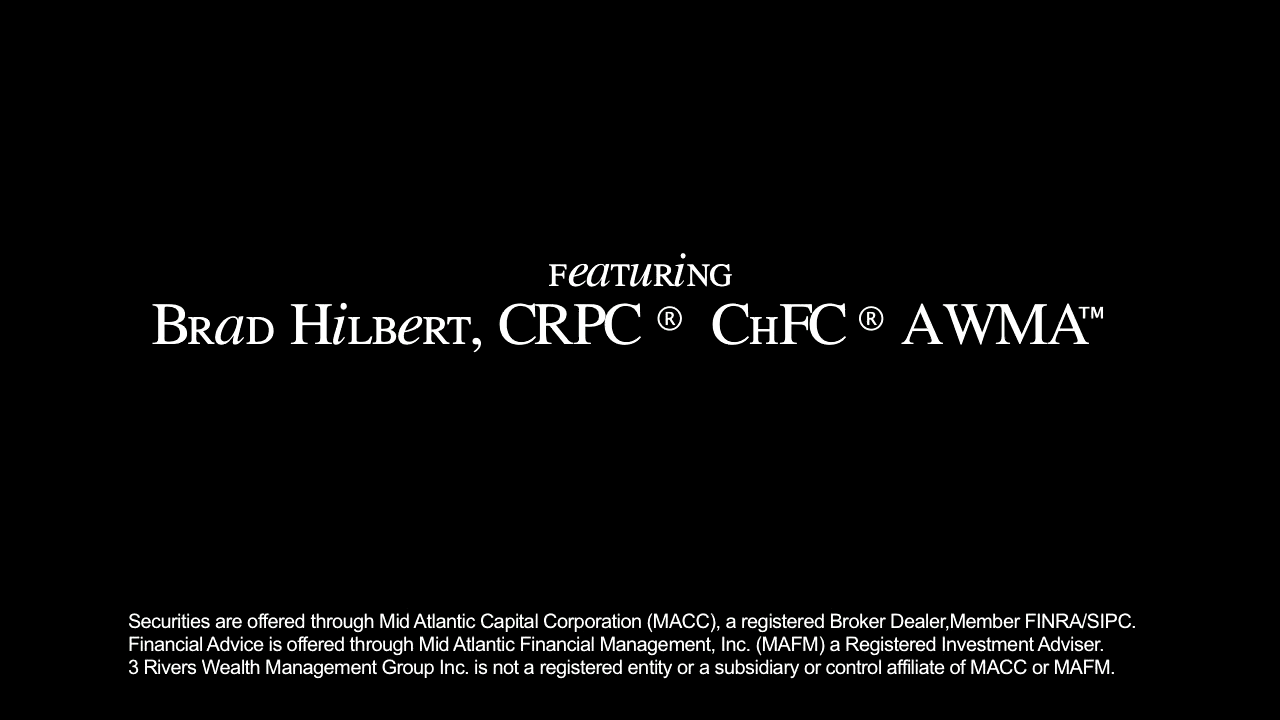 Featuring
Brad Hilbert, CRPC ® ChFC ® AWMA™
Securities are offered through Mid Atlantic Capital Corporation (MACC), a registered Broker Dealer,Member FINRA/SIPC.
Financial Advice is offered through Mid Atlantic Financial Management, Inc. (MAFM) a Registered Investment Adviser.
3 Rivers Wealth Management Group Inc. is not a registered entity or a subsidiary or control affiliate of MACC or MAFM.